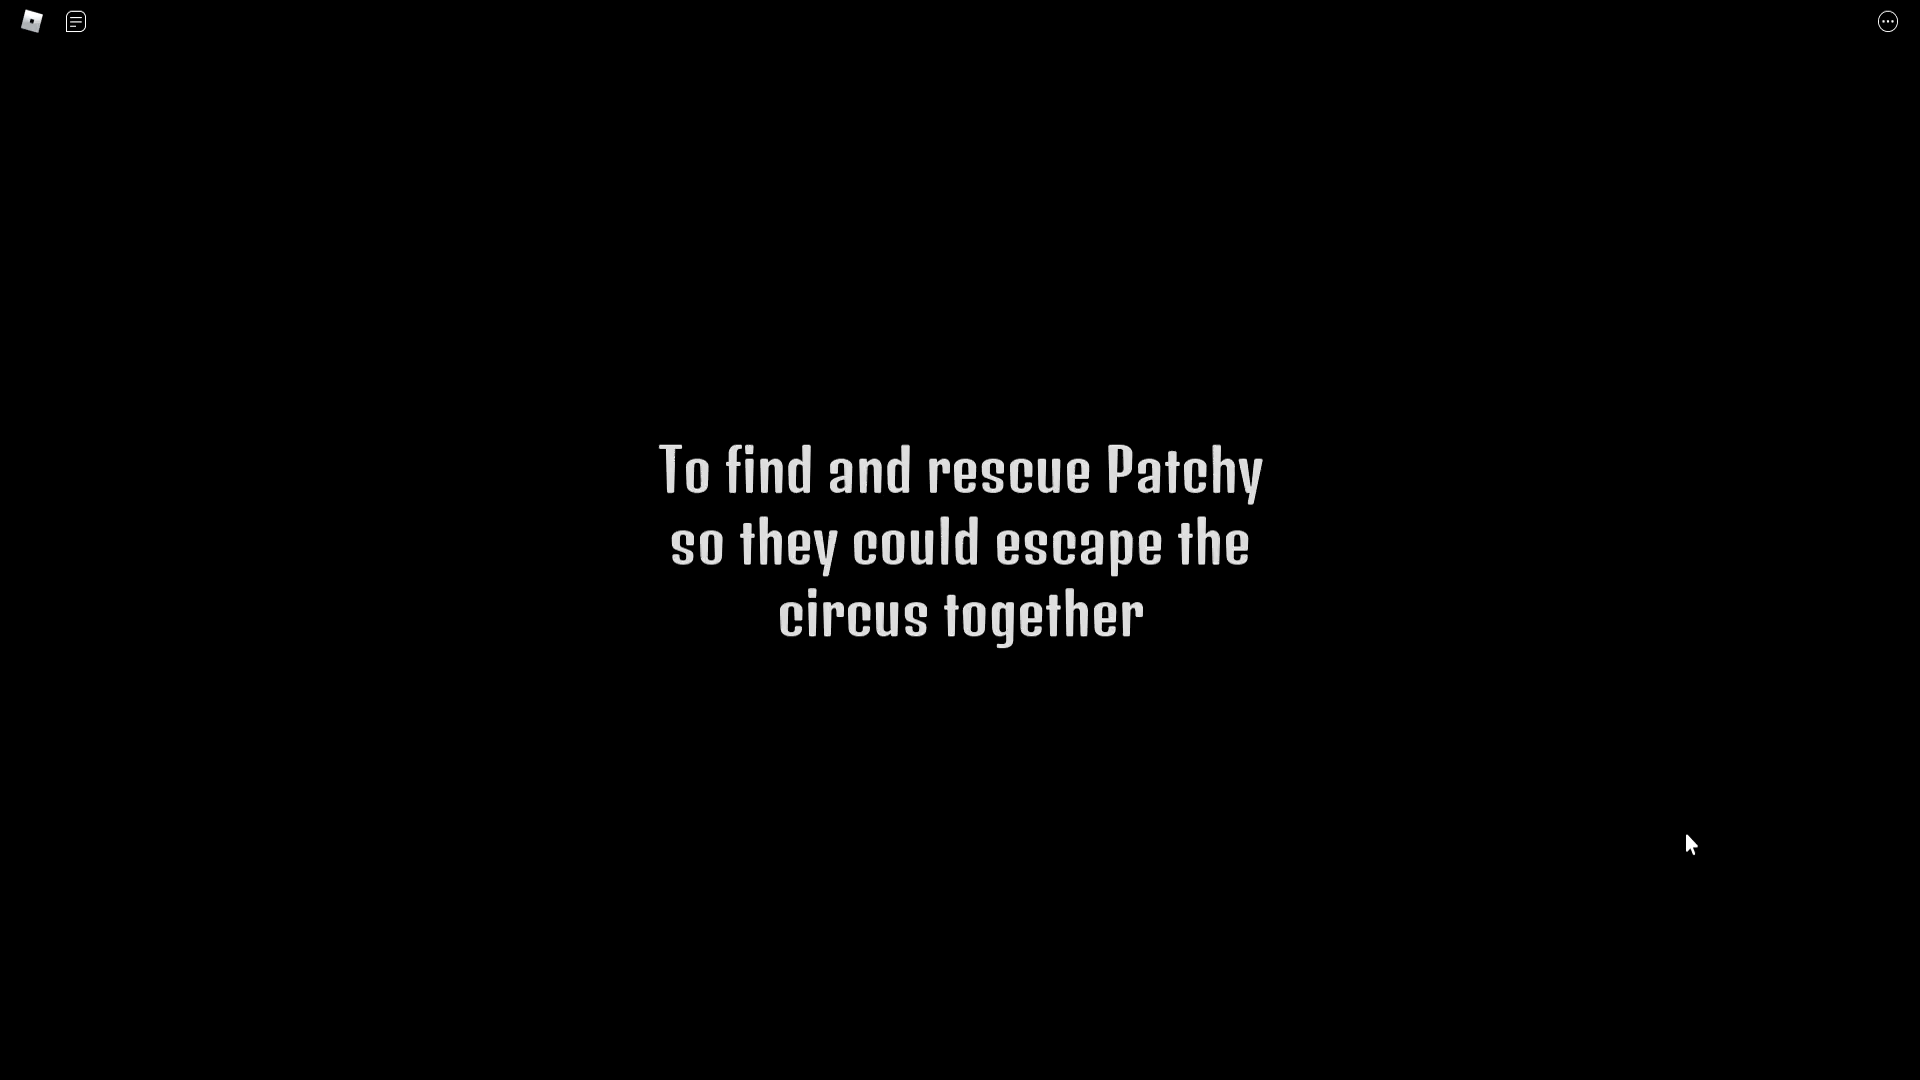 To find and rescue Patchy
so they could escape the
circus together